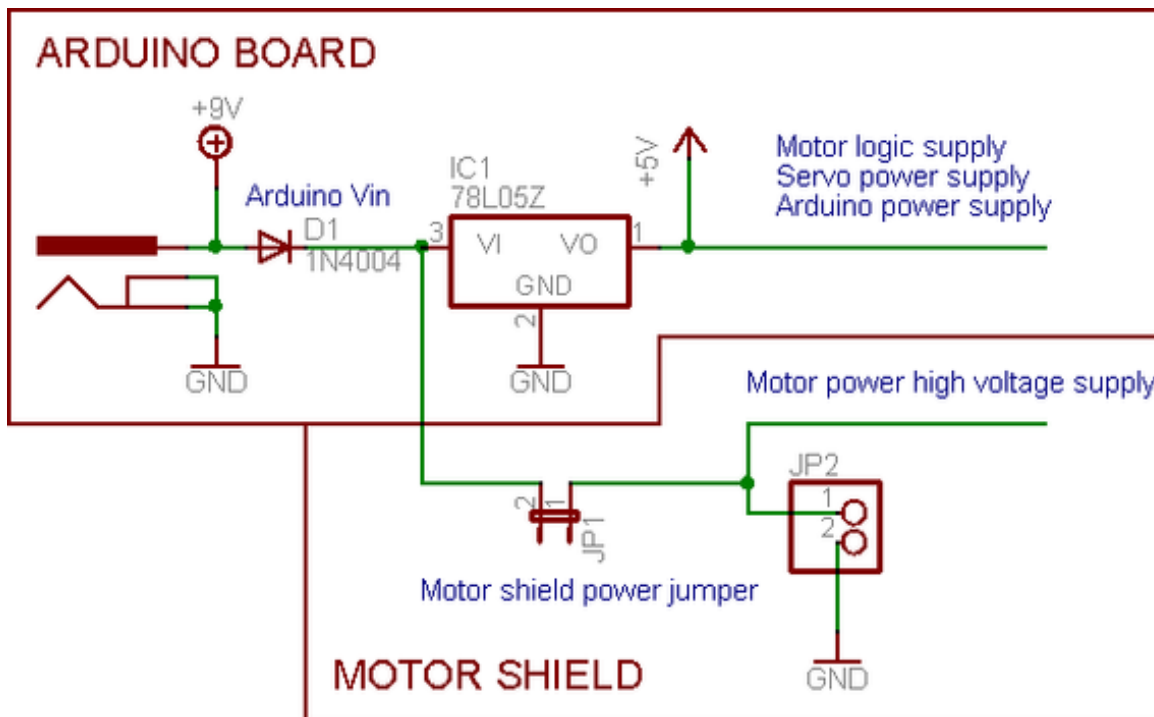 ARDUINO BOARD
+9V
Arduino Vin
D1
1N4004
IC1
78L05Z
3
VI
VO
1
GND
2
+5V
Motor logic supply
Servo power supply
Arduino power supply
GND
GND
Motor power high voltage supply
2
1
JP1
Motor shield power jumper
JP2
1
2
GND
MOTOR SHIELD